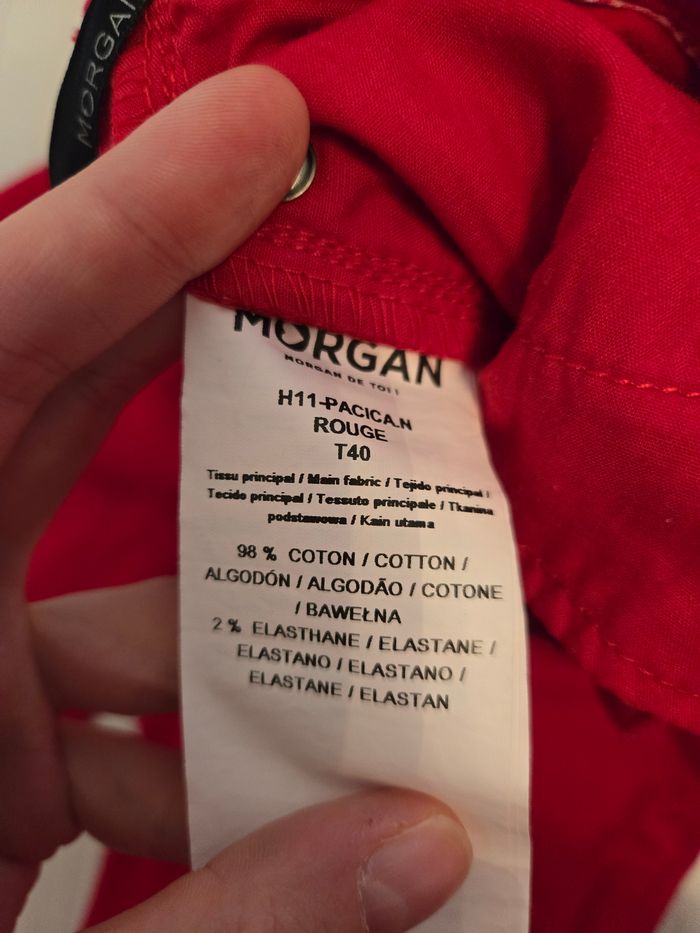 MORGAN
MORGAN
MORGAN DE TOI !
H11-PACICA.N
ROUGE
T40
Tissu principal / Main fabric / Tejido principal /
Tecido principal / Tessuto principale / Tkanina
podstawowa / Kain utama
98 % COTON / COTTON /
ALGODÓN / ALGODÃO / COTONE
/ BAWEŁNA
2 % ELASTHANE / ELASTANE /
ELASTANO / ELASTANO /
ELASTANE / ELASTAN